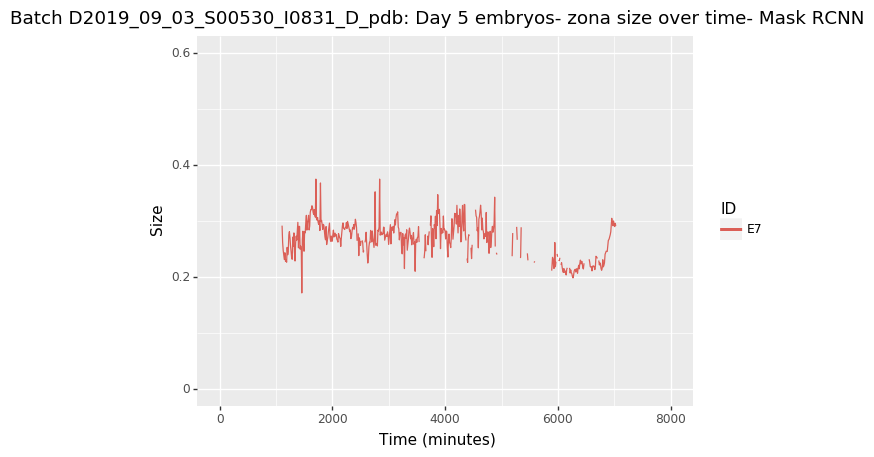 Batch D2019_09_03_S00530_I0831_D_pdb: Day 5 embryos- zona size over time- Mask RCNN
0.6
0.4
0.2
0
Size
0
2000
4000
6000
8000
Time (minutes)
ID
E7